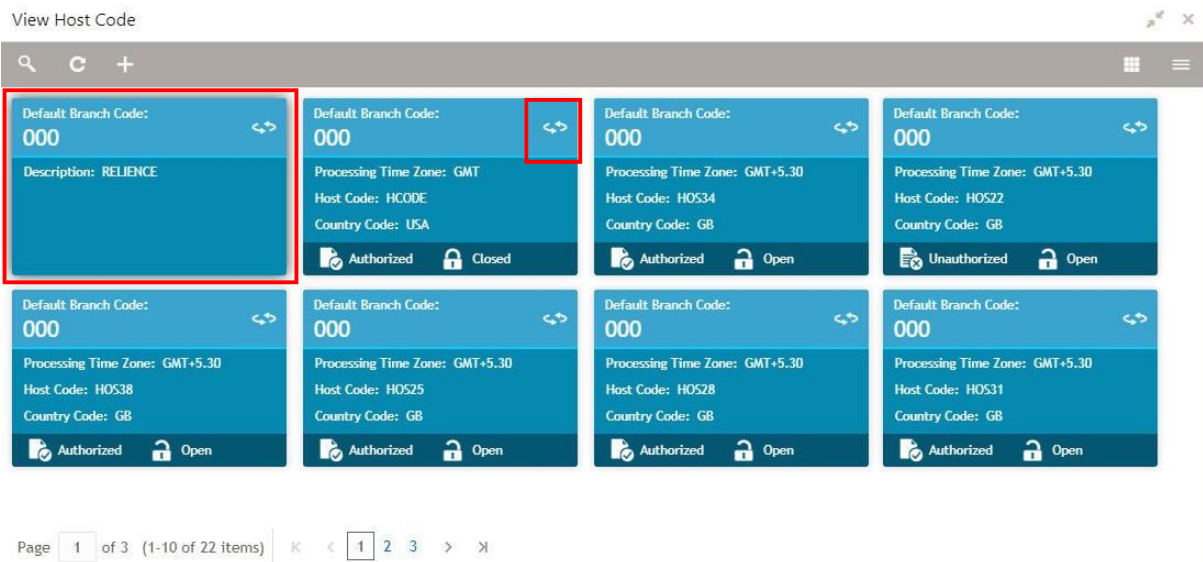 View Host Code
Default Branch Code:
000
Description: RELIENCE
Default Branch Code:
000
Processing Time Zone: GMT
Host Code: HCODE
Country Code: USA
Authorized Closed
Default Branch Code:
000
Processing Time Zone: GMT+5.30
Host Code: HOS34
Country Code: GB
Authorized Open
Default Branch Code:
000
Processing Time Zone: GMT+5.30
Host Code: HOS22
Country Code: GB
Unauthorized Open
Default Branch Code:
000
Processing Time Zone: GMT+5.30
Host Code: HOS38
Country Code: GB
Authorized Open
Default Branch Code:
000
Processing Time Zone: GMT+5.30
Host Code: HOS25
Country Code: GB
Authorized Open
Default Branch Code:
000
Processing Time Zone: GMT+5.30
Host Code: HOS28
Country Code: GB
Authorized Open
Default Branch Code:
000
Processing Time Zone: GMT+5.30
Host Code: HOS31
Country Code: GB
Authorized Open
Page 1 of 3 (1-10 of 22 items) 1 2 3